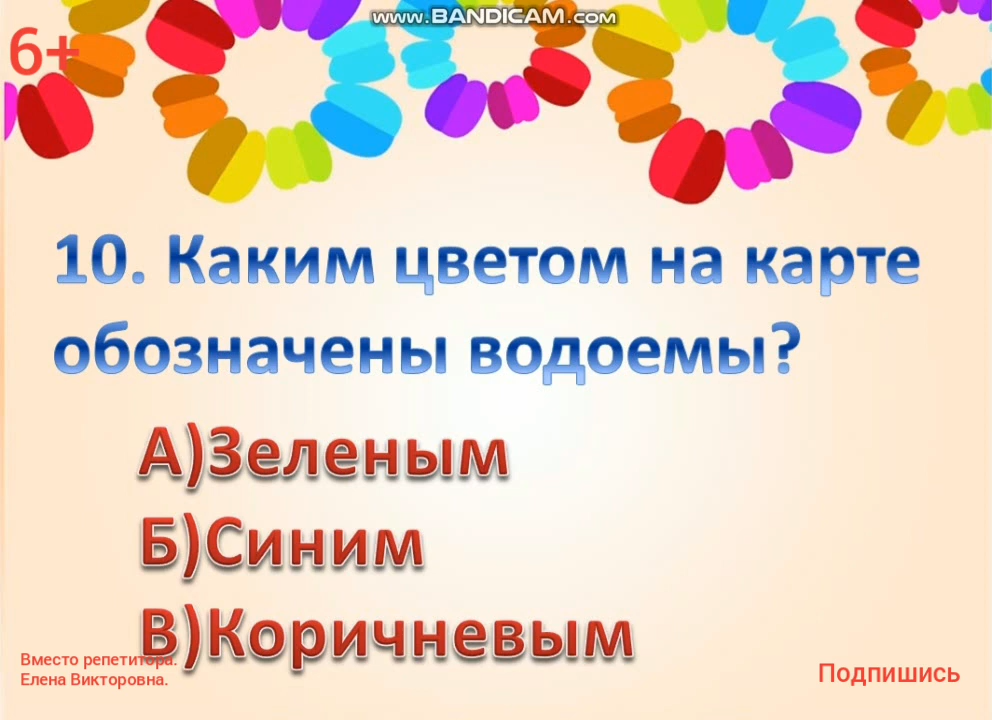 www.BANDICAM.com
6+
10. Каким цветом на карте
обозначены водоемы?
А)Зеленым
Б)Синим
В)Коричневым
Вместо репетитора.
Елена Викторовна.
Подпишись